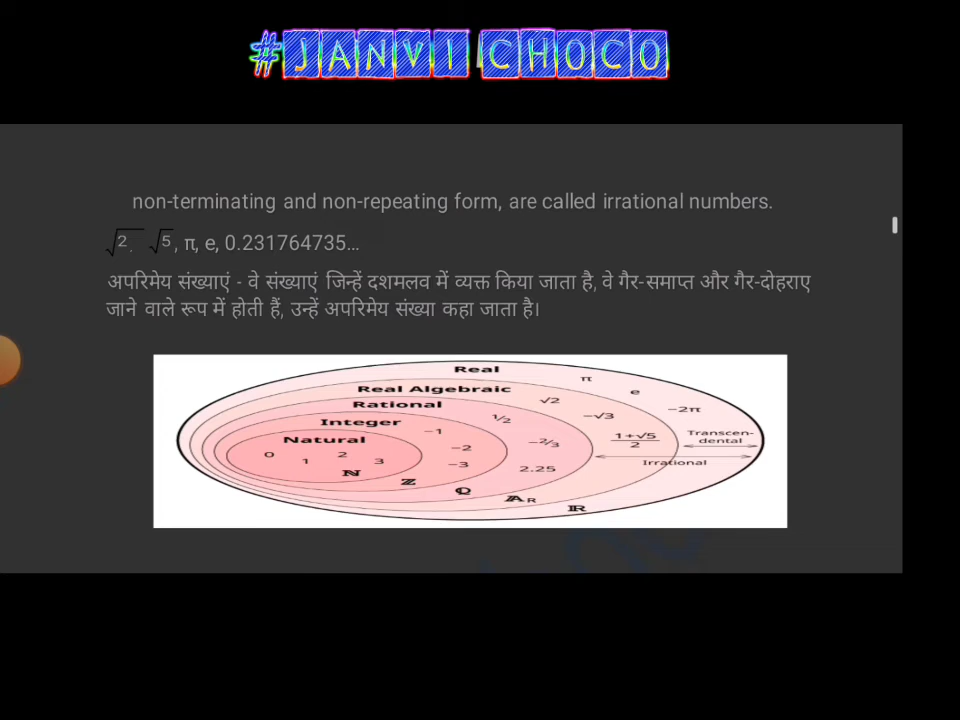 #JANVI CHOCO
non-terminating and non-repeating form, are called irrational numbers.
√2, √5, π, e, 0.231764735…
अपरिमेय संख्याएं - वे संख्याएं जिन्हें दशमलव में व्यक्त किया जाता है, वे गैर-समाप्त और गैर-दोहराए
जाने वाले रूप में होती हैं, उन्हें अपरिमेय संख्या कहा जाता है।
Real
π
Real Algebraic
e
√2
Rational
-2π
-√3
½
Integer
-1
Transcen-
dental
1+√5
2
Natural
-⅔
-2
0 1 2 3
-3
2.25
Irrational
ℕ
ℤ
ℚ
𝔸R
ℝ